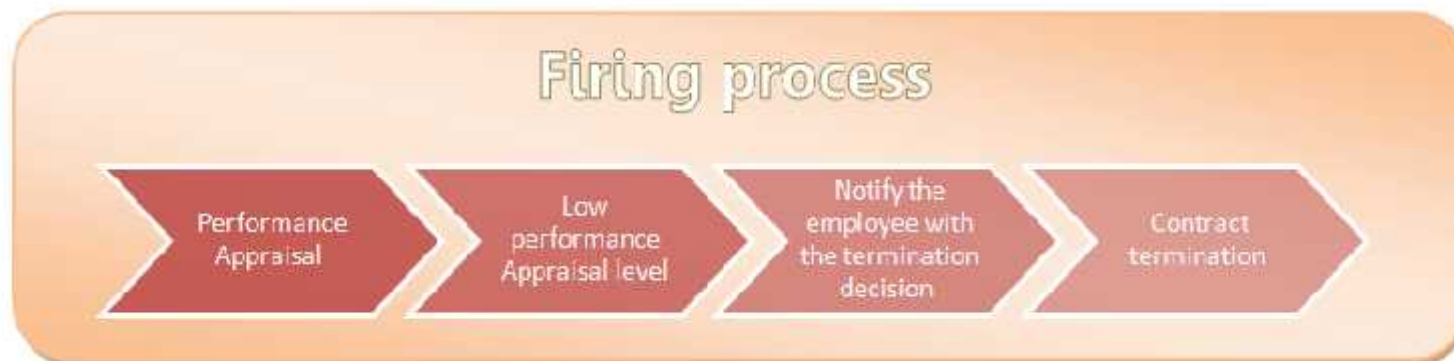 Firing process
Performance
Appraisal
Low
performance
Appraisal level
Notify the
employee with
the termination
decision
Contract
termination